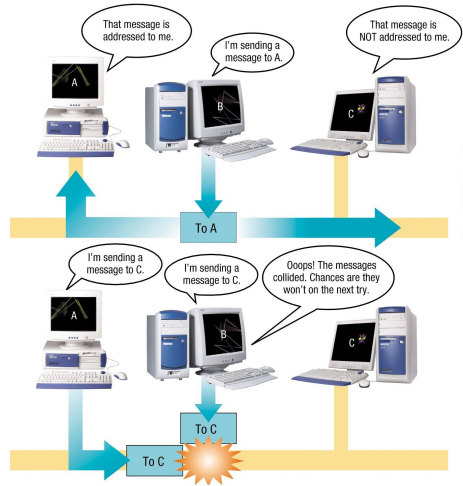 That message is
addressed to me.
I'm sending a
message to A.
That message is
NOT addressed to me.
A
B
C
To A
I'm sending a
message to C.
I'm sending a
message to C.
Ooops! The messages
collided. Chances are they
won't on the next try.
A
B
C
To C
To C